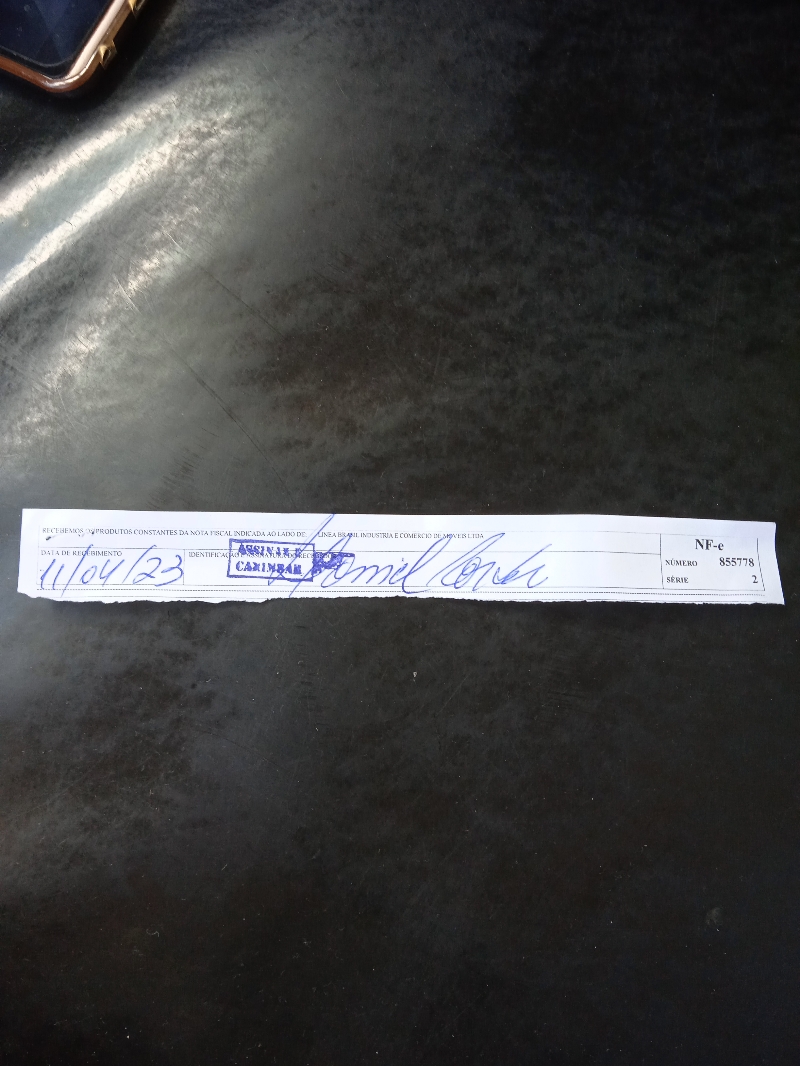 RECEBEMOS OS PRODUTOS CONSTANTES DA NOTA FISCAL INDICADA AO LADO DE: LINEA BRASIL INDUSTRIA E COMERCIO DE MOVEIS LTDA
DATA DE RECEBIMENTO
11/04/23
IDENTIFICAÇÃO E ASSINATURA DO RECEBEDOR
ASSINAR E
CARIMBAR
Daniel
NF-e
NÚMERO 855778
SÉRIE 2